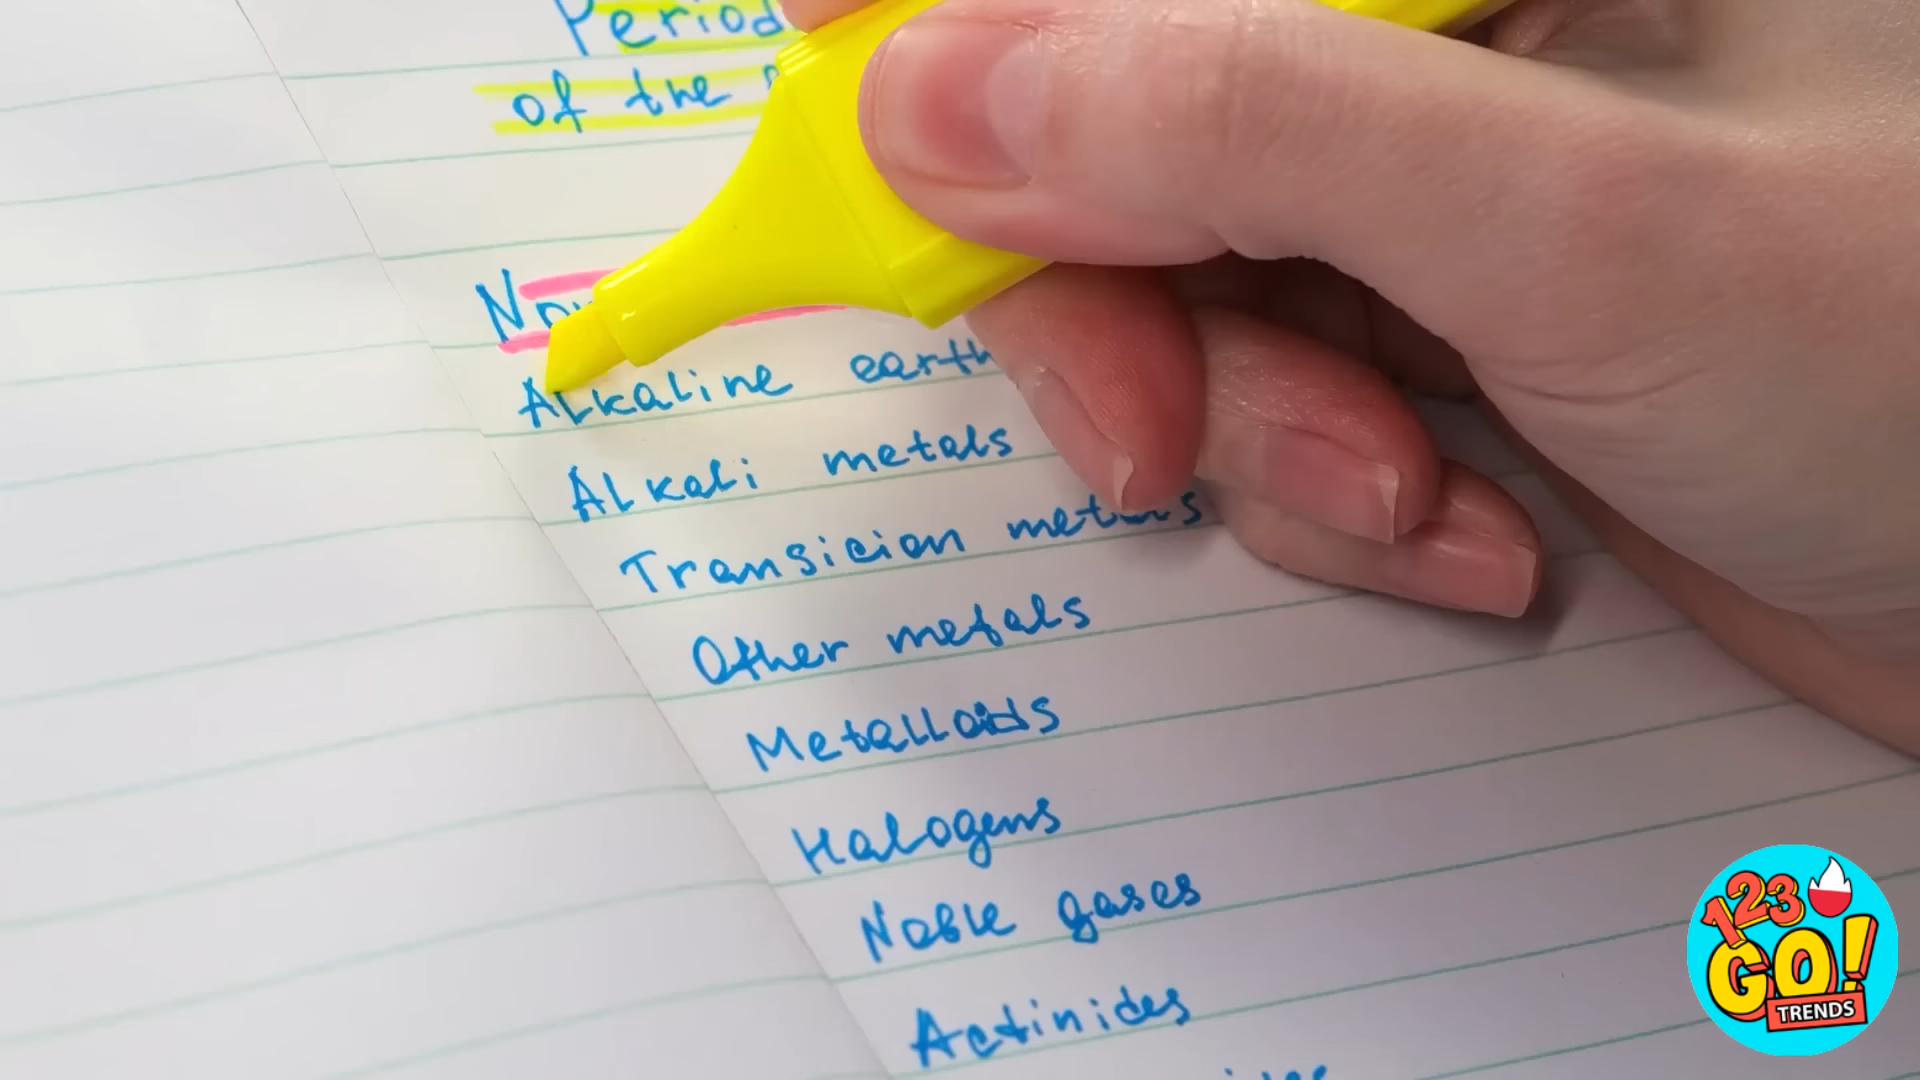 Period
of the
Alkaline earth
Alkali metals
Transicion metals
Other metals
Metalloids
Halogens
Noble gases
Actinides
123
GO!
TRENDS